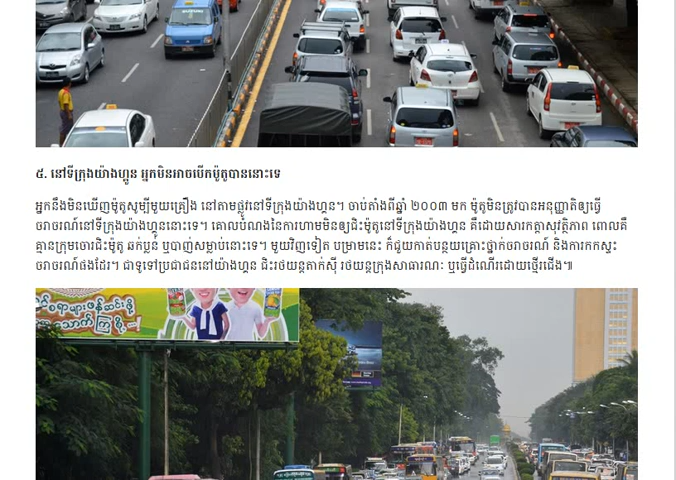 ៥. នៅទីក្រុងយ៉ាងហ្គូន អ្នកមិនអាចបើកម៉ូតូបាននោះទេ
អ្នកនឹងមិនឃើញម៉ូតូសូម្បីមួយគ្រឿង នៅតាមផ្លូវនៅទីក្រុងយ៉ាងហ្គន។ ចាប់តាំងពីឆ្នាំ ២០០៣ មក ម៉ូតូមិនត្រូវបានអនុញ្ញាតិឲ្យធ្វើ
ចរាចរណ៍នៅទីក្រុងយ៉ាងហ្គូននោះទេ។ គោលបំណងនៃការហាមមិនឲ្យជិះម៉ូតូនៅទីក្រុងយ៉ាងហ្គូន គឺដោយសារកត្តាសុវត្ថិភាព ពោលគឺ
គ្មានក្រុមចោរជិះម៉ូតូ ឆក់ប្លន់ ឬបាញ់សម្លាប់នោះទេ។ មួយវិញទៀត បម្រាមនេះ ក៏ជួយកាត់បន្ថយគ្រោះថ្នាក់ចរាចរណ៍ និងការកកស្ទះ
ចរាចរណ៍ផងដែរ។ ជាទូទៅប្រជាជននៅយ៉ាងហ្គូន ជិះរថយន្តតាក់ស៊ី រថយន្តក្រុងសាធារណៈ ឬធ្វើដំណើរដោយថ្មើរជើង៕